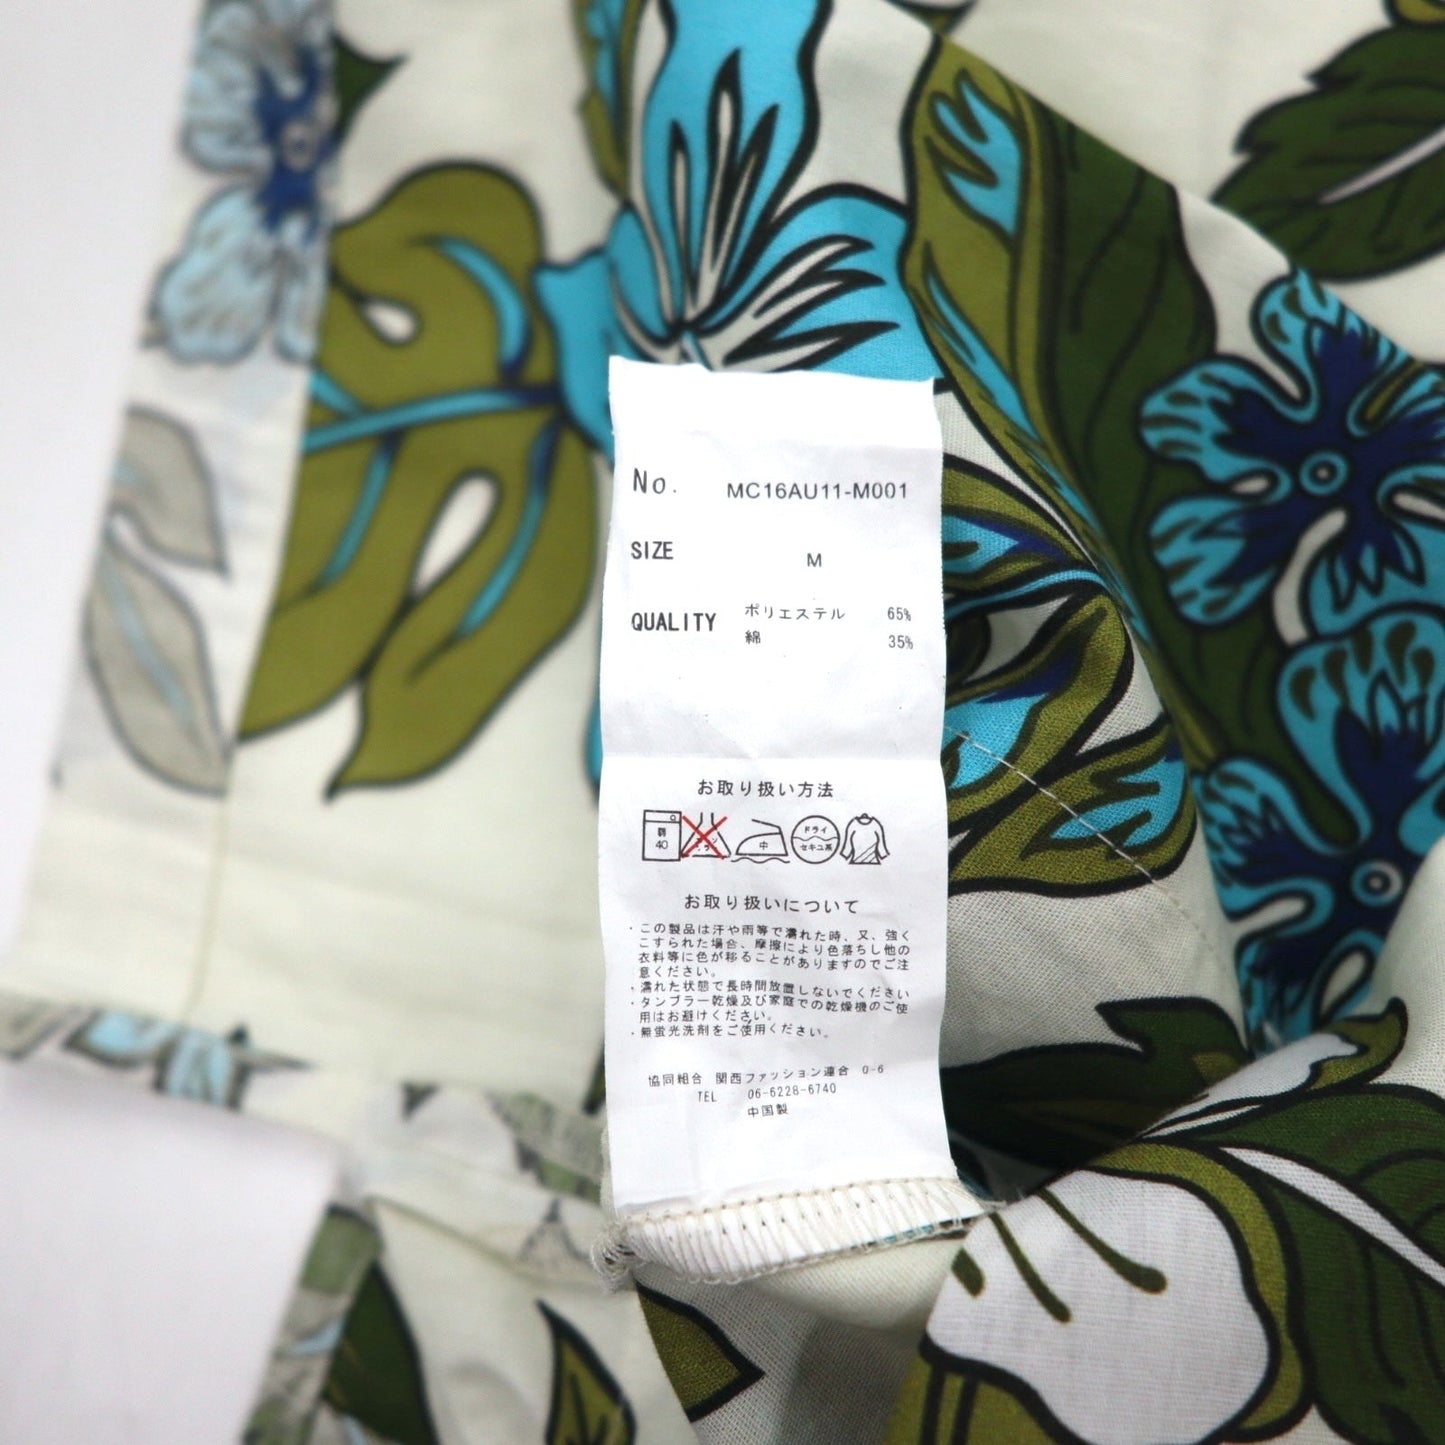 No. MC16AU11-M001
SIZE M
QUALITY ポリエステル 65%
綿 35%
お取り扱い方法
弱
40
中
ドライ
セキユ系
お取り扱いについて
・この製品は汗や雨等で濡れた時、又、強く
こすられた場合、摩擦により色落ちし他の
衣料等に色が移ることがありますのでご注
意ください。
・濡れた状態で長時間放置しないでください
・タンブラー乾燥及び家庭での乾燥機のご使
用はお避けください。
・無蛍光洗剤をご使用ください。
協同組合 関西ファッション連合 0-6
TEL 06-6228-6740
中国製